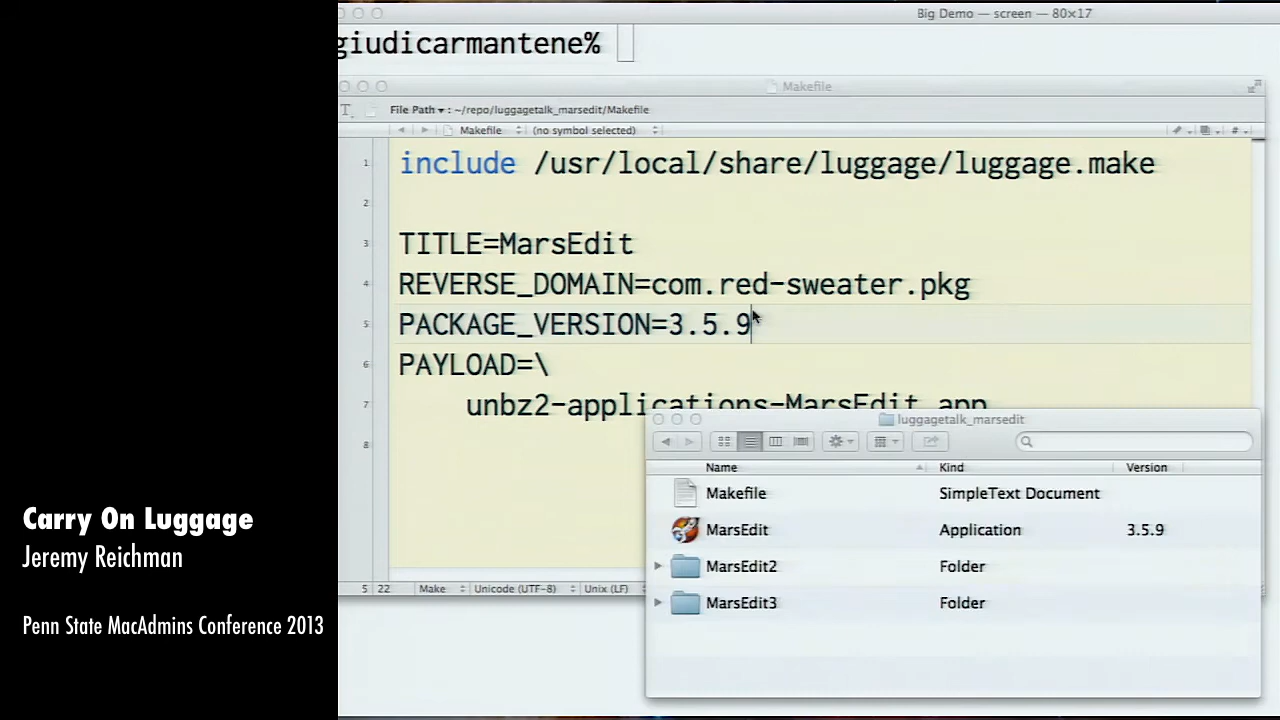 Big Demo — screen — 80×17
giudicarmantene%
Makefile
File Path ▾ : ~/repo/luggagetalk_marsedit/Makefile
Makefile (no symbol selected)
1 include /usr/local/share/luggage/luggage.make
2
3 TITLE=MarsEdit
4 REVERSE_DOMAIN=com.red-sweater.pkg
5 PACKAGE_VERSION=3.5.9
6 PAYLOAD=\
7 unbz2-applications-MarsEdit.app
8
luggagetalk_marsedit
Name Kind Version
Makefile SimpleText Document
MarsEdit Application 3.5.9
MarsEdit2 Folder
MarsEdit3 Folder
5 22 Make Unicode (UTF-8) Unix (LF)
Carry On Luggage
Jeremy Reichman
Penn State MacAdmins Conference 2013